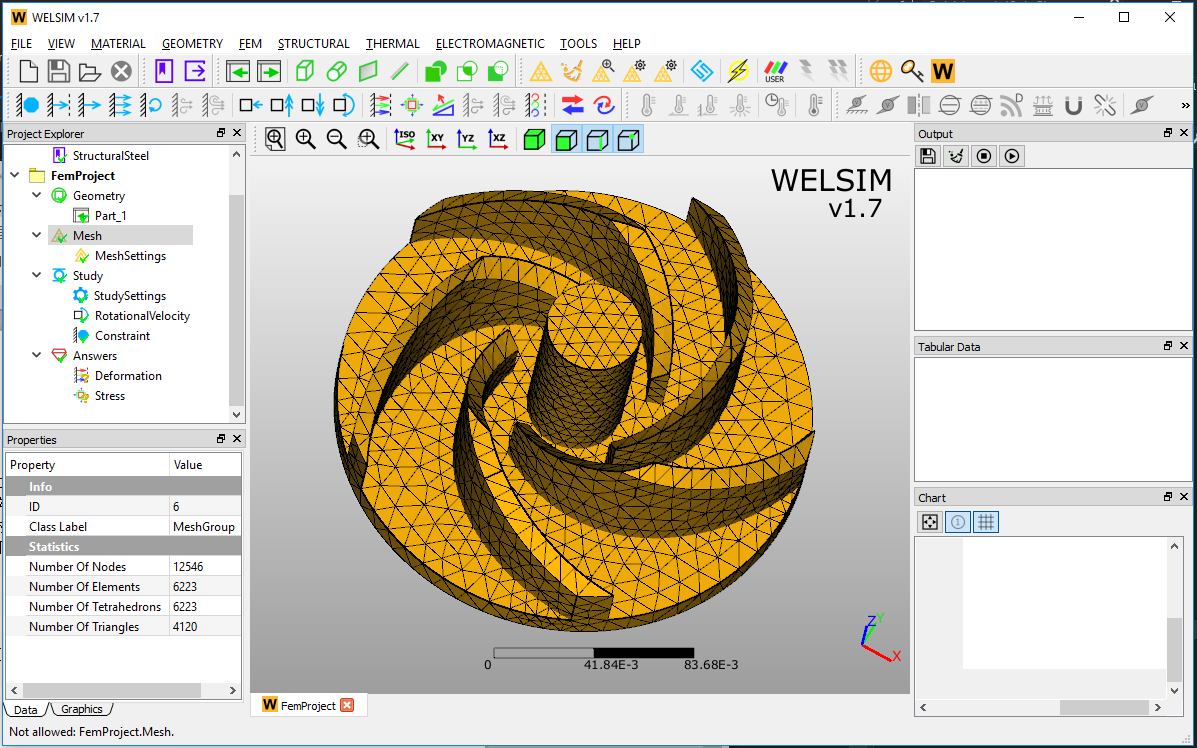 W WELSIM v1.7
FILE VIEW MATERIAL GEOMETRY FEM STRUCTURAL THERMAL ELECTROMAGNETIC TOOLS HELP
USER
W
Project Explorer
StructuralSteel
FemProject
Geometry
Part_1
Mesh
MeshSettings
Study
StudySettings
RotationalVelocity
Constraint
Answers
Deformation
Stress
Properties
Property Value
Info
ID 6
Class Label MeshGroup
Statistics
Number Of Nodes 12546
Number Of Elements 6223
Number Of Tetrahedrons 6223
Number Of Triangles 4120
Data Graphics
Not allowed: FemProject.Mesh.
ISO XY YZ XZ
WELSIM
v1.7
0 41.84E-3 83.68E-3
Z Y
X
W FemProject
Output
Tabular Data
Chart
1